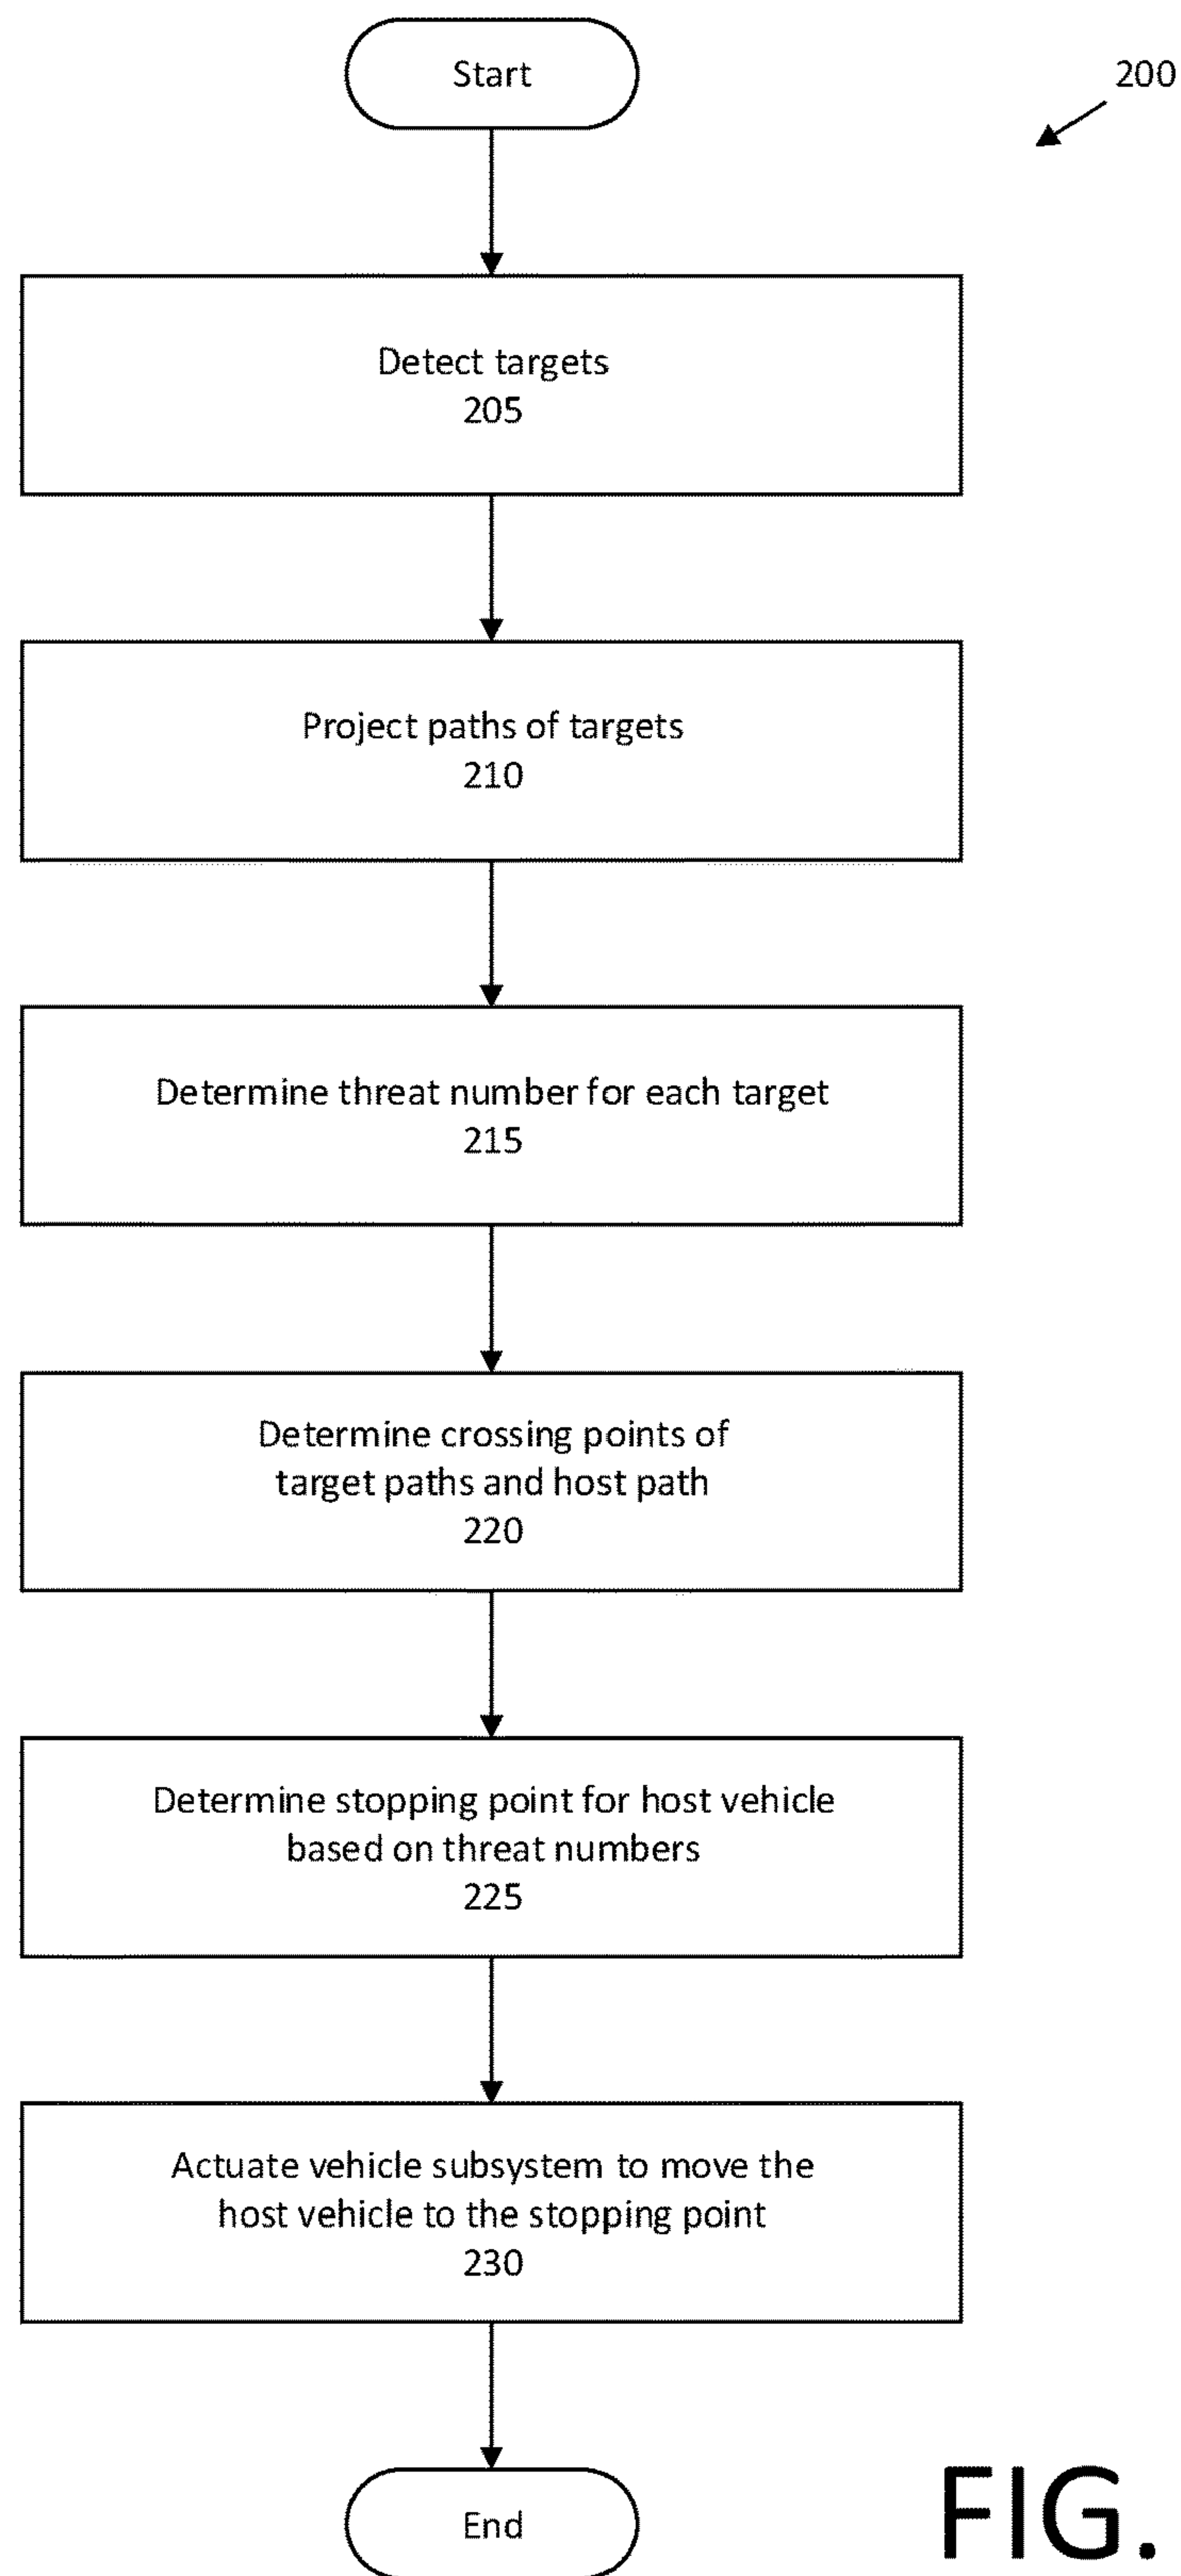 Start
200
Detect targets
205
Project paths of targets
210
Determine threat number for each target
215
Determine crossing points of
target paths and host path
220
Determine stopping point for host vehicle
based on threat numbers
225
Actuate vehicle subsystem to move the
host vehicle to the stopping point
230
End
FIG.